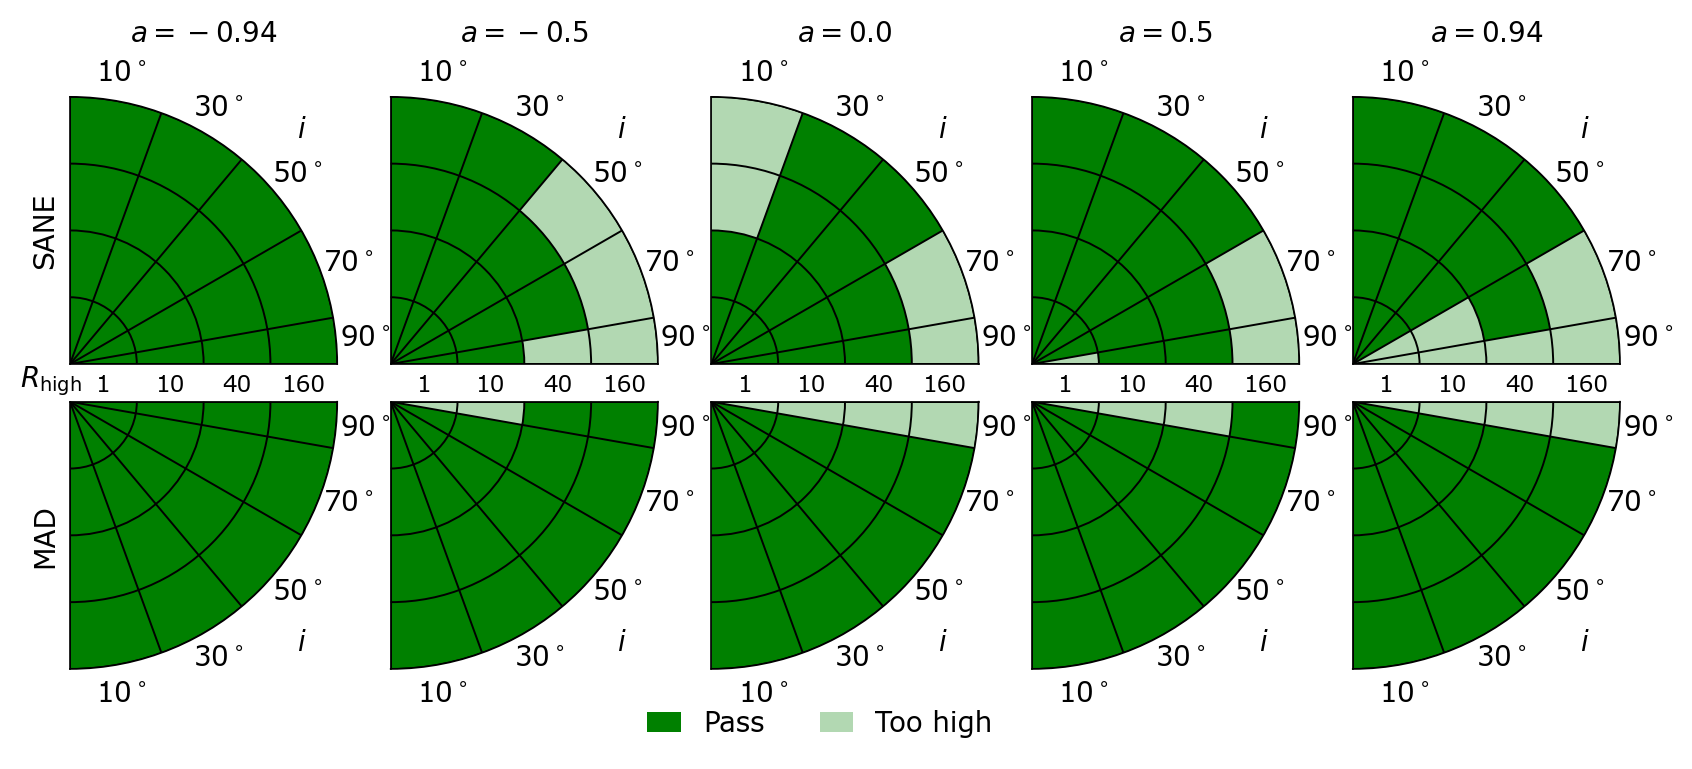 a = −0.94 a = −0.5 a = 0.0 a = 0.5 a = 0.94
10° 10° 10° 10° 10°
30° 30° 30° 30° 30°
i i i i i
50° 50° 50° 50° 50°
SANE
70° 70° 70° 70° 70°
90° 90° 90° 90° 90°
R_high 1 10 40 160 1 10 40 160 1 10 40 160 1 10 40 160 1 10 40 160
90° 90° 90° 90° 90°
70° 70° 70° 70° 70°
MAD
50° 50° 50° 50° 50°
i i i i i
30° 30° 30° 30° 30°
10° 10° 10° 10° 10°
Pass Too high